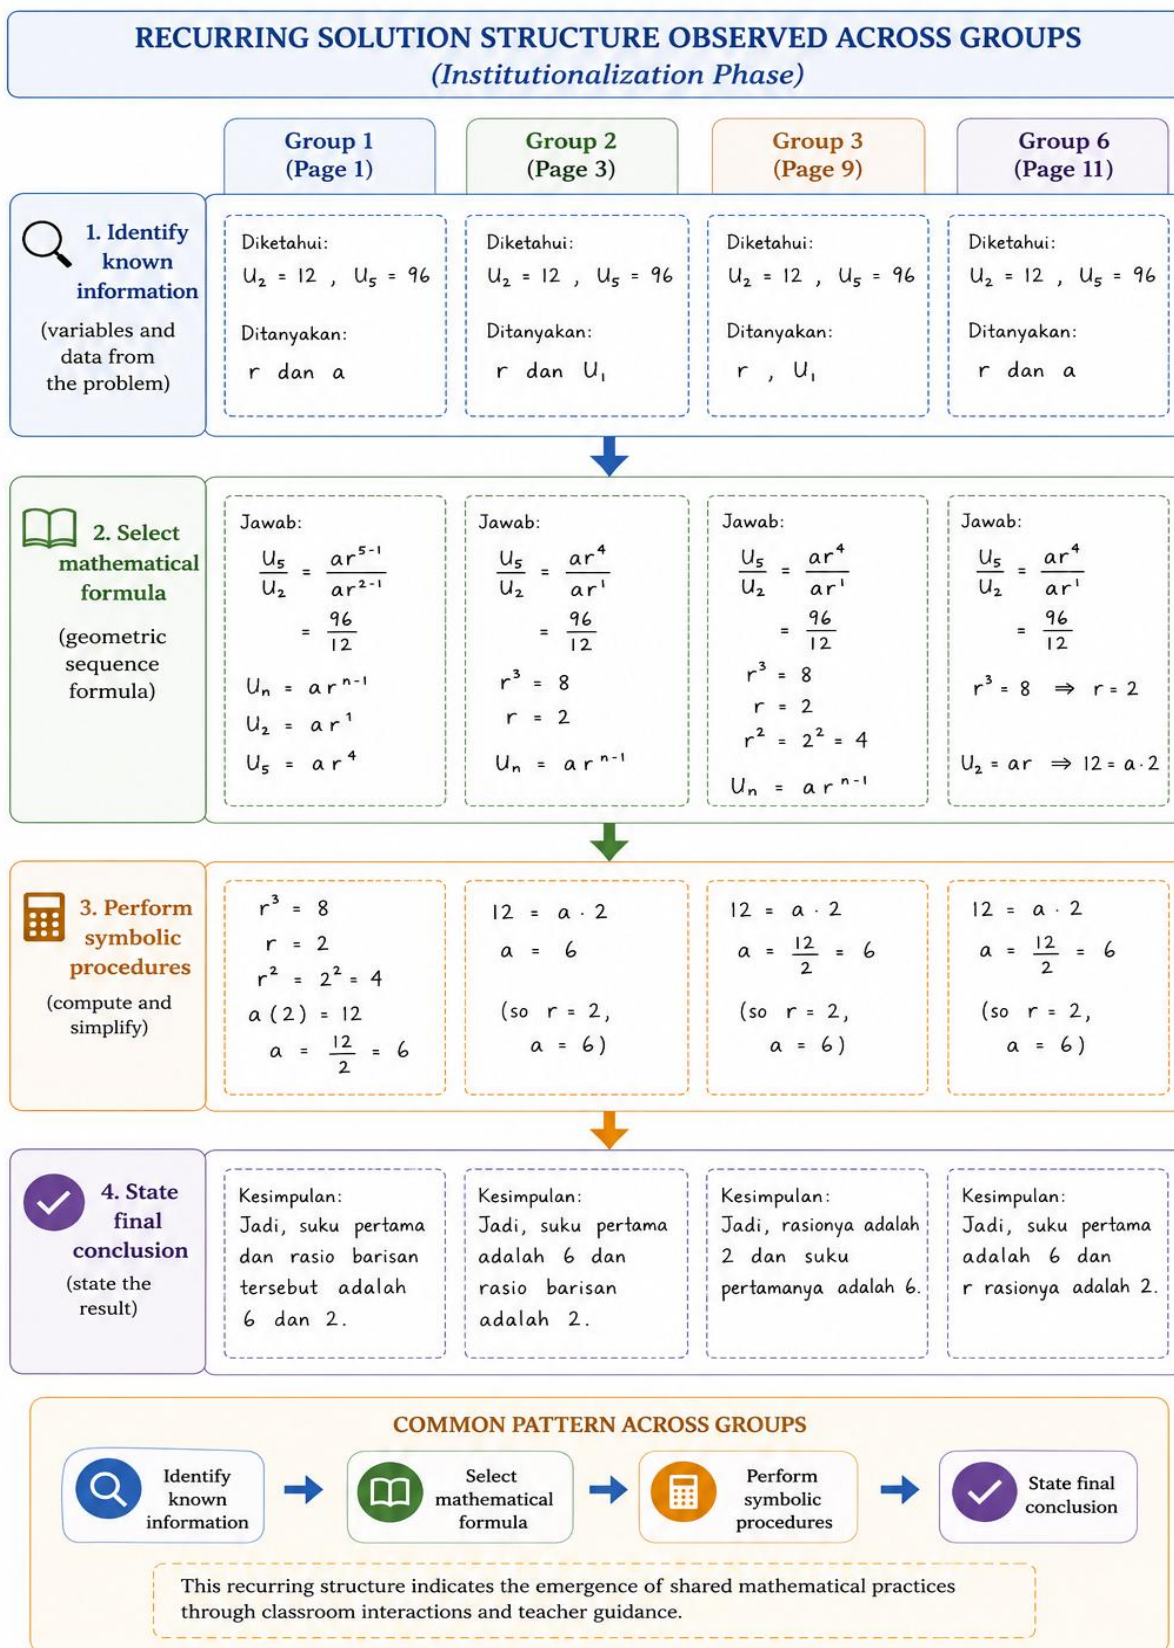 RECURRING SOLUTION STRUCTURE OBSERVED ACROSS GROUPS
(Institutionalization Phase)
Group 1
(Page 1)
Group 2
(Page 3)
Group 3
(Page 9)
Group 6
(Page 11)
1. Identify
known
information
(variables and
data from
the problem)
Diketahui:
U₂ = 12 , U₅ = 96
Ditanyakan:
r dan a
Diketahui:
U₂ = 12 , U₅ = 96
Ditanyakan:
r dan U₁
Diketahui:
U₂ = 12 , U₅ = 96
Ditanyakan:
r , U₁
Diketahui:
U₂ = 12 , U₅ = 96
Ditanyakan:
r dan a
2. Select
mathematical
formula
(geometric
sequence
formula)
Jawab:
U₅/U₂ = ar⁵⁻¹/ar²⁻¹
= 96/12
Uₙ = arⁿ⁻¹
U₂ = ar¹
U₅ = ar⁴
Jawab:
U₅/U₂ = ar⁴/ar¹
= 96/12
r³ = 8
r = 2
Uₙ = arⁿ⁻¹
Jawab:
U₅/U₂ = ar⁴/ar¹
= 96/12
r³ = 8
r = 2
r² = 2² = 4
Uₙ = arⁿ⁻¹
Jawab:
U₅/U₂ = ar⁴/ar¹
= 96/12
r³ = 8 ⇒ r = 2
U₂ = ar ⇒ 12 = a · 2
3. Perform
symbolic
procedures
(compute and
simplify)
r³ = 8
r = 2
r² = 2² = 4
a (2) = 12
a = 12/2 = 6
12 = a · 2
a = 6
(so r = 2,
a = 6)
12 = a · 2
a = 12/2 = 6
(so r = 2,
a = 6)
12 = a · 2
a = 12/2 = 6
(so r = 2,
a = 6)
4. State
final
conclusion
(state the
result)
Kesimpulan:
Jadi, suku pertama
dan rasio barisan
tersebut adalah
6 dan 2.
Kesimpulan:
Jadi, suku pertama
adalah 6 dan
rasio barisan
adalah 2.
Kesimpulan:
Jadi, rasionya adalah
2 dan suku
pertamanya adalah 6.
Kesimpulan:
Jadi, suku pertama
adalah 6 dan
r rasionya adalah 2.
COMMON PATTERN ACROSS GROUPS
Identify
known
information
Select
mathematical
formula
Perform
symbolic
procedures
State final
conclusion
This recurring structure indicates the emergence of shared mathematical practices
through classroom interactions and teacher guidance.